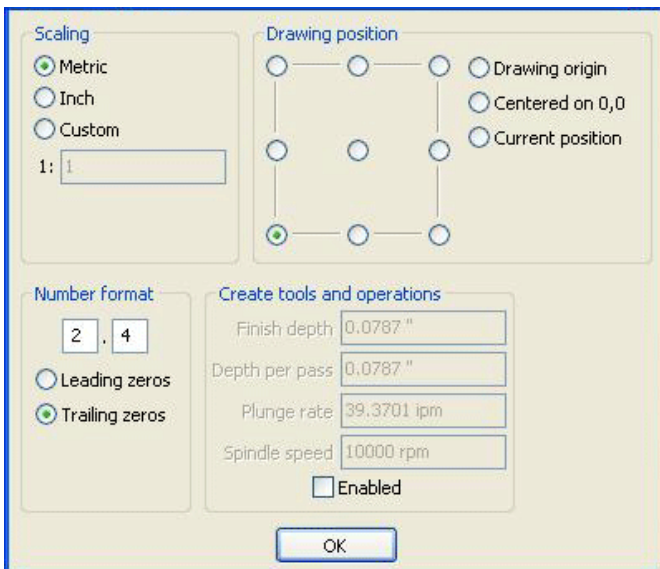 Scaling
Metric
Inch
Custom
1: 1
Drawing position
Drawing origin
Centered on 0,0
Current position
Number format
2 . 4
Leading zeros
Trailing zeros
Create tools and operations
Finish depth 0.0787 "
Depth per pass 0.0787 "
Plunge rate 39.3701 ipm
Spindle speed 10000 rpm
Enabled
OK